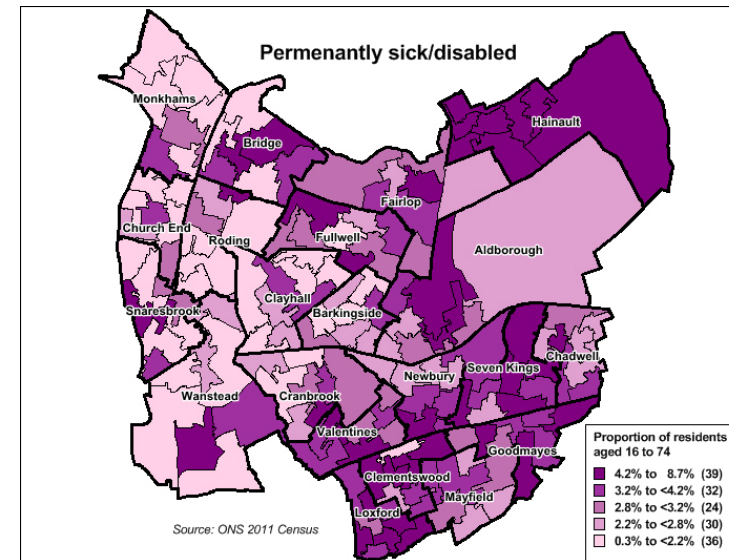 Permenantly sick/disabled
Monkhams
Hainault
Bridge
Fairlop
Church End
Roding
Fullwell
Aldborough
Snaresbrook
Clayhall
Barkingside
Chadwell
Newbury
Seven Kings
Wanstead
Cranbrook
Valentines
Goodmayes
Clementswood
Mayfield
Loxford
Proportion of residents
aged 16 to 74
4.2% to 8.7% (39)
3.2% to <4.2% (32)
2.8% to <3.2% (24)
2.2% to <2.8% (30)
0.3% to <2.2% (36)
Source: ONS 2011 Census